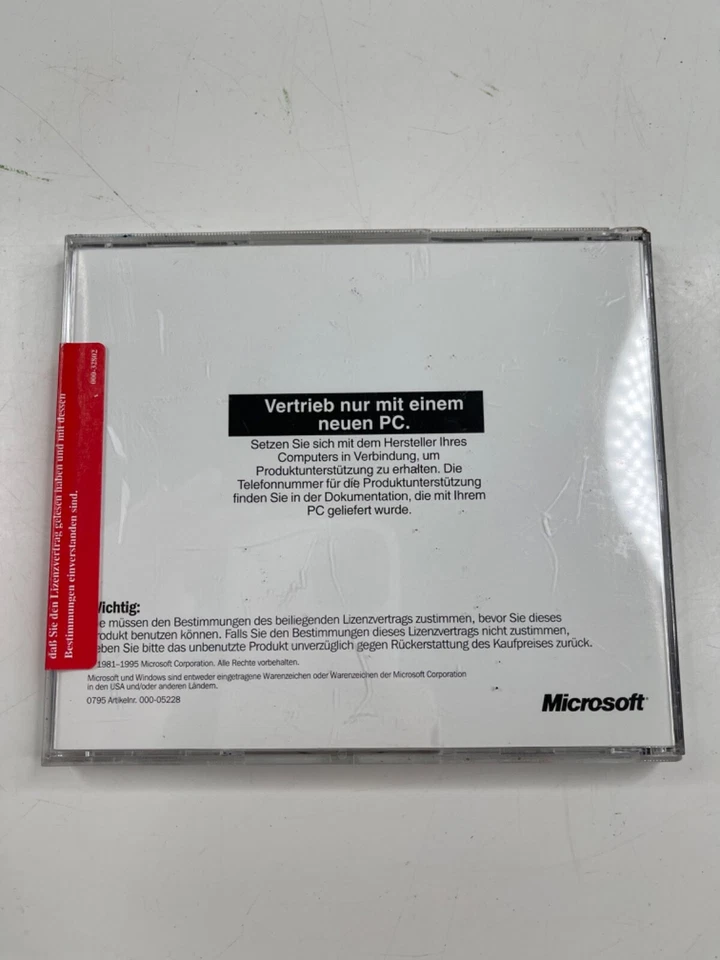 Vertrieb nur mit einem
neuen PC.
Setzen Sie sich mit dem Hersteller Ihres
Computers in Verbindung, um
Produktunterstützung zu erhalten. Die
Telefonnummer für die Produktunterstützung
finden Sie in der Dokumentation, die mit Ihrem
PC geliefert wurde.
000-32802
daß Sie den Lizenzvertrag gelesen haben und mit dessen
Bestimmungen einverstanden sind.
ichtig:
e müssen den Bestimmungen des beiliegenden Lizenzvertrags zustimmen, bevor Sie dieses
rodukt benutzen können. Falls Sie den Bestimmungen dieses Lizenzvertrags nicht zustimmen,
eben Sie bitte das unbenutzte Produkt unverzüglich gegen Rückerstattung des Kaufpreises zurück.
1981-1995 Microsoft Corporation. Alle Rechte vorbehalten.
Microsoft und Windows sind entweder eingetragene Warenzeichen oder Warenzeichen der Microsoft Corporation
in den USA und/oder anderen Ländern.
0795 Artikelnr. 000-05228
Microsoft